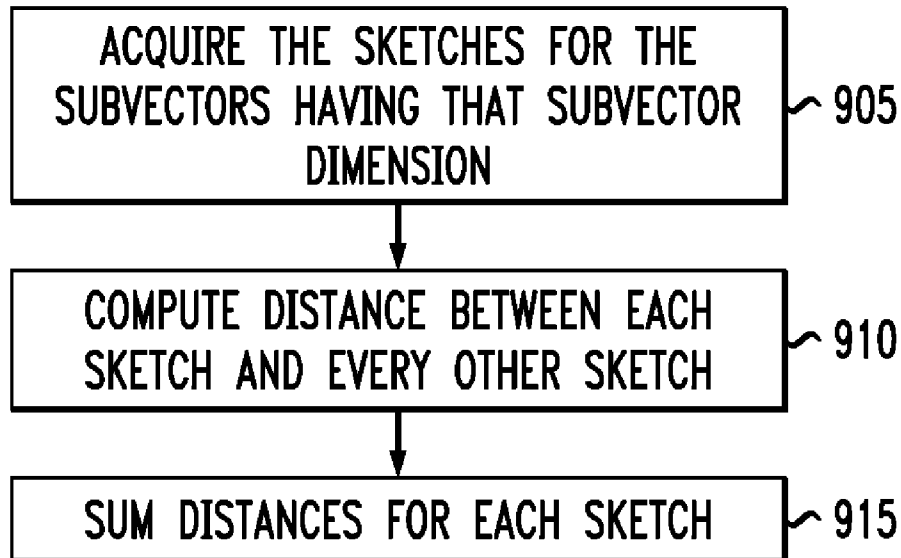 ACQUIRE THE SKETCHES FOR THE
SUBVECTORS HAVING THAT SUBVECTOR
DIMENSION
905
COMPUTE DISTANCE BETWEEN EACH
SKETCH AND EVERY OTHER SKETCH
910
SUM DISTANCES FOR EACH SKETCH
915